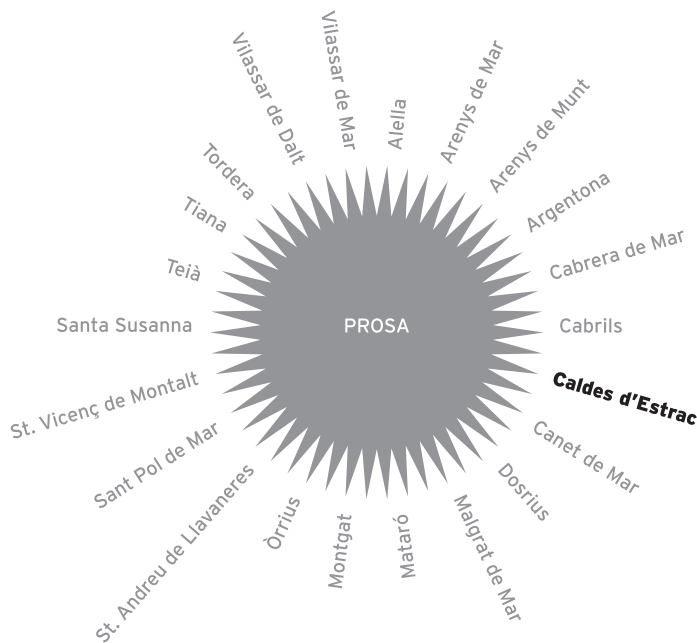 PROSA
Alella
Arenys de Mar
Arenys de Munt
Argentona
Cabrera de Mar
Cabrils
Caldes d'Estrac
Canet de Mar
Dosrius
Malgrat de Mar
Mataró
Montgat
Òrrius
St. Andreu de Llavaneres
Sant Pol de Mar
St. Vicenç de Montalt
Santa Susanna
Teià
Tiana
Tordera
Vilassar de Dalt
Vilassar de Mar